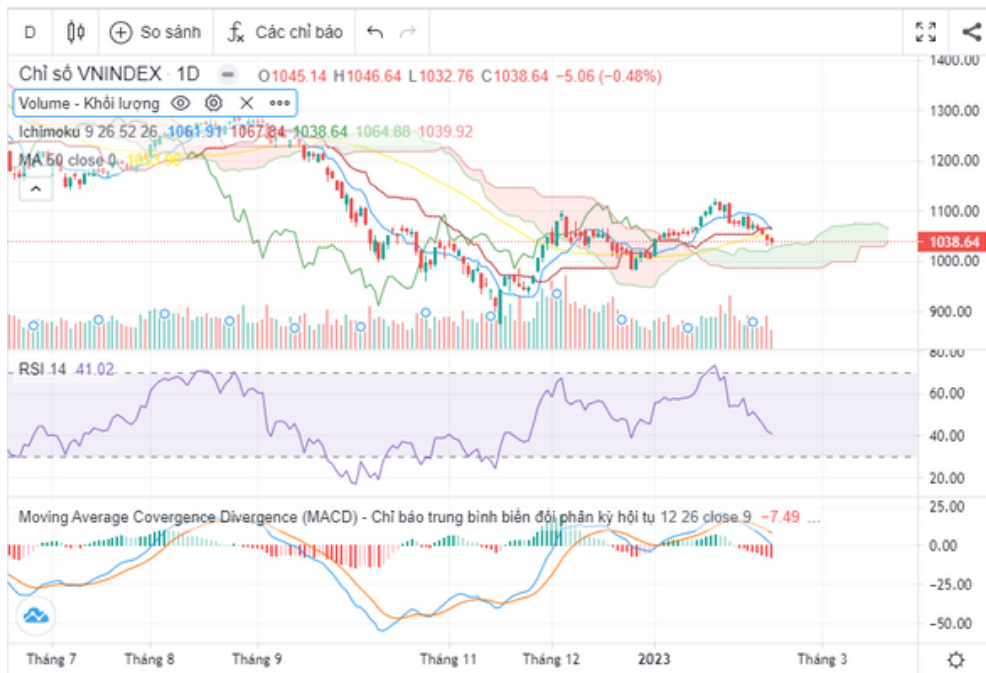 D So sánh Các chỉ báo
Chỉ số VNINDEX · 1D O1045.14 H1046.64 L1032.76 C1038.64 −5.06 (−0.48%)
Volume - Khối lượng
Ichimoku 9 26 52 26 1061.91 1067.84 1038.64 1064.88 1039.92
MA 50 close 0
1400.00
1300.00
1200.00
1100.00
1038.64
1000.00
900.00
RSI 14 41.02
80.00
60.00
40.00
20.00
Moving Average Covergence Divergence (MACD) - Chỉ báo trung bình biến đổi phân kỳ hội tụ 12 26 close 9 −7.49 ...
25.00
0.00
−25.00
−50.00
Tháng 7 Tháng 8 Tháng 9 Tháng 11 Tháng 12 2023 Tháng 3